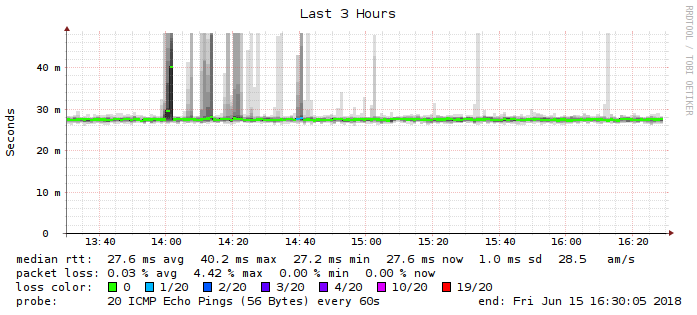 Last 3 Hours
RRDTOOL / TOBI OETIKER
Seconds
40 m
30 m
20 m
10 m
0
13:40 14:00 14:20 14:40 15:00 15:20 15:40 16:00 16:20
median rtt: 27.6 ms avg 40.2 ms max 27.2 ms min 27.6 ms now 1.0 ms sd 28.5 am/s
packet loss: 0.03 % avg 4.42 % max 0.00 % min 0.00 % now
loss color: 0 1/20 2/20 3/20 4/20 10/20 19/20
probe: 20 ICMP Echo Pings (56 Bytes) every 60s end: Fri Jun 15 16:30:05 2018